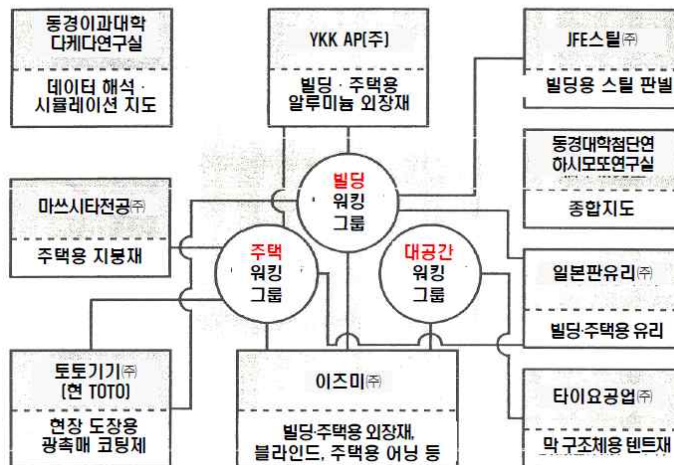 동경이과대학
다케다연구실
데이터 해석·
시뮬레이션 지도
YKK AP(주)
빌딩·주택용
알루미늄 외장재
JFE스틸㈜
빌딩용 스틸 판넬
동경대학첨단연
하시모또연구실
종합지도
마쓰시타전공㈜
주택용 지붕재
빌딩
워킹
그룹
주택
워킹
그룹
대공간
워킹
그룹
일본판유리㈜
빌딩·주택용 유리
토토기기㈜
(현 TOTO)
현장 도장용
광촉매 코팅제
이즈미㈜
빌딩·주택용 외장재,
블라인드, 주택용 어닝 등
타이요공업㈜
막 구조체용 텐트재